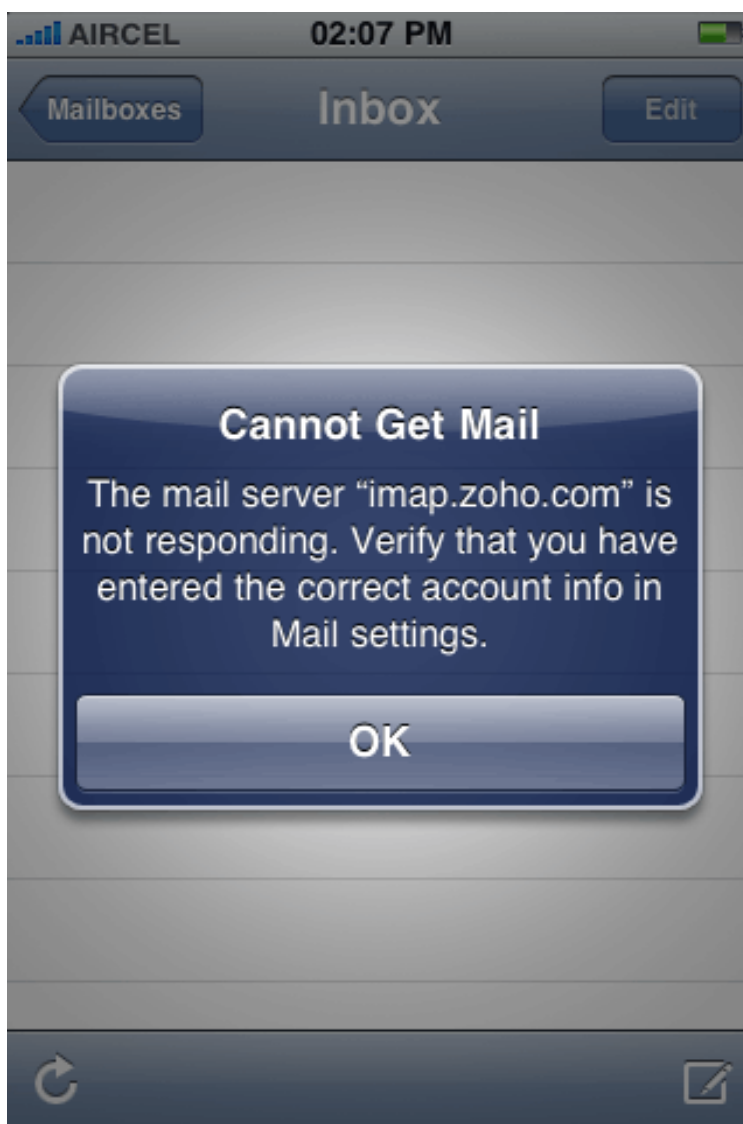 AIRCEL 02:07 PM
Mailboxes Inbox Edit
Cannot Get Mail
The mail server “imap.zoho.com” is
not responding. Verify that you have
entered the correct account info in
Mail settings.
OK